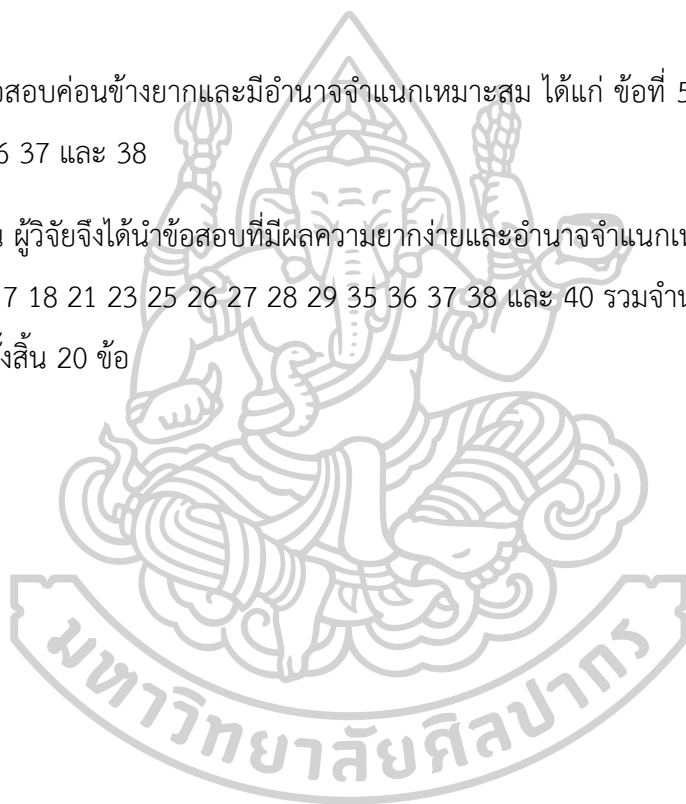 อสอบค่อนข้างยากและมีอำนาจจำแนกเหมาะสม ได้แก่ ข้อที่ 5
6 37 และ 38
น ผู้วิจัยจึงได้นำข้อสอบที่มีผลความยากง่ายและอำนาจจำแนกเห
17 18 21 23 25 26 27 28 29 35 36 37 38 และ 40 รวมจำน
ั้งสิ้น 20 ข้อ
มหาวิทยาลัยศิลปากร